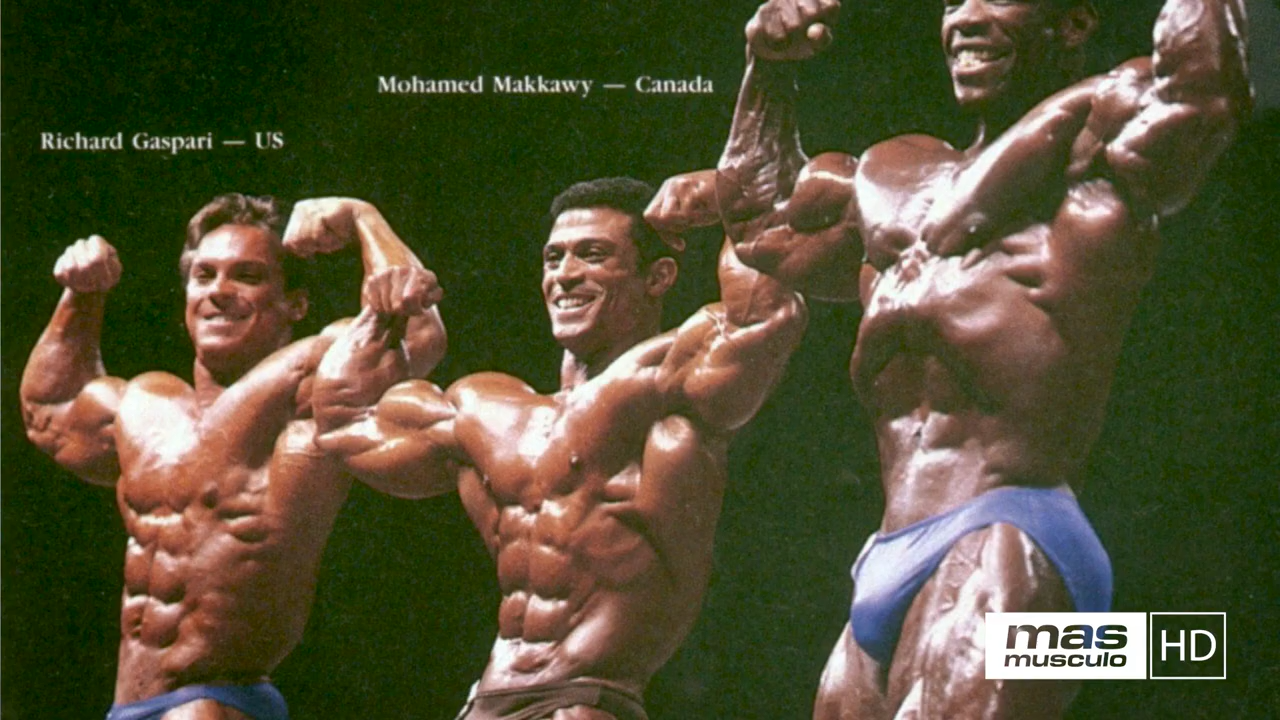 Mohamed Makkawy — Canada
Richard Gaspari — US
mas
musculo
HD